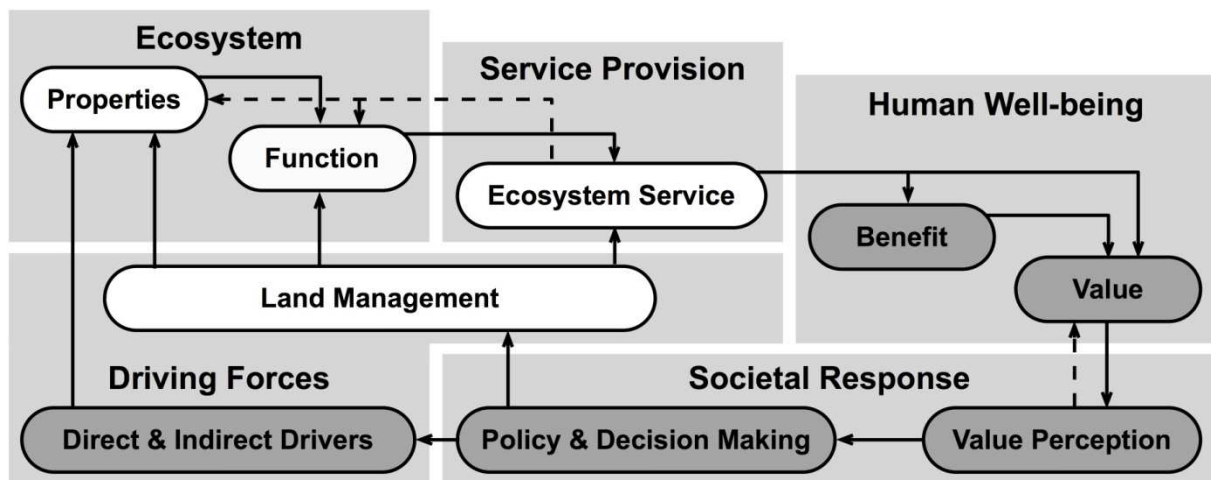 Ecosystem
Properties
Function
Service Provision
Ecosystem Service
Human Well-being
Benefit
Value
Land Management
Driving Forces
Direct & Indirect Drivers
Societal Response
Policy & Decision Making
Value Perception